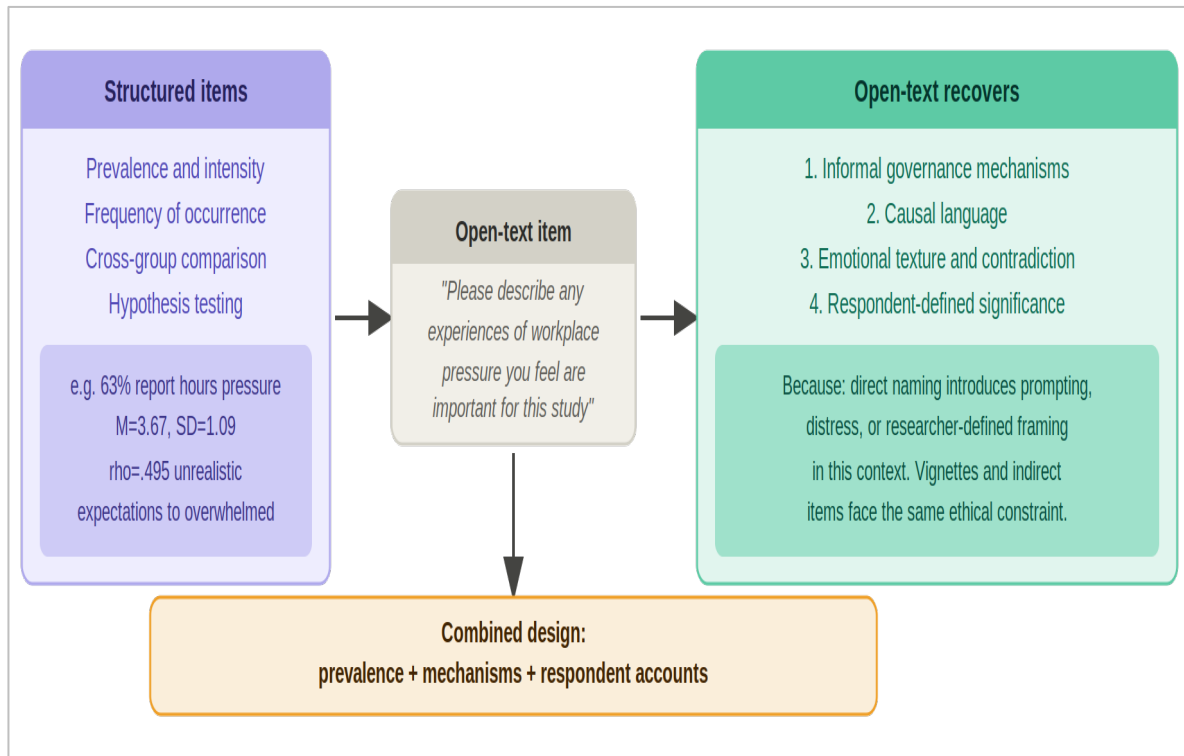 Structured items
Prevalence and intensity
Frequency of occurrence
Cross-group comparison
Hypothesis testing
e.g. 63% report hours pressure
M=3.67, SD=1.09
rho=.495 unrealistic
expectations to overwhelmed
Open-text item
"Please describe any
experiences of workplace
pressure you feel are
important for this study"
Open-text recovers
1. Informal governance mechanisms
2. Causal language
3. Emotional texture and contradiction
4. Respondent-defined significance
Because: direct naming introduces prompting,
distress, or researcher-defined framing
in this context. Vignettes and indirect
items face the same ethical constraint.
Combined design:
prevalence + mechanisms + respondent accounts